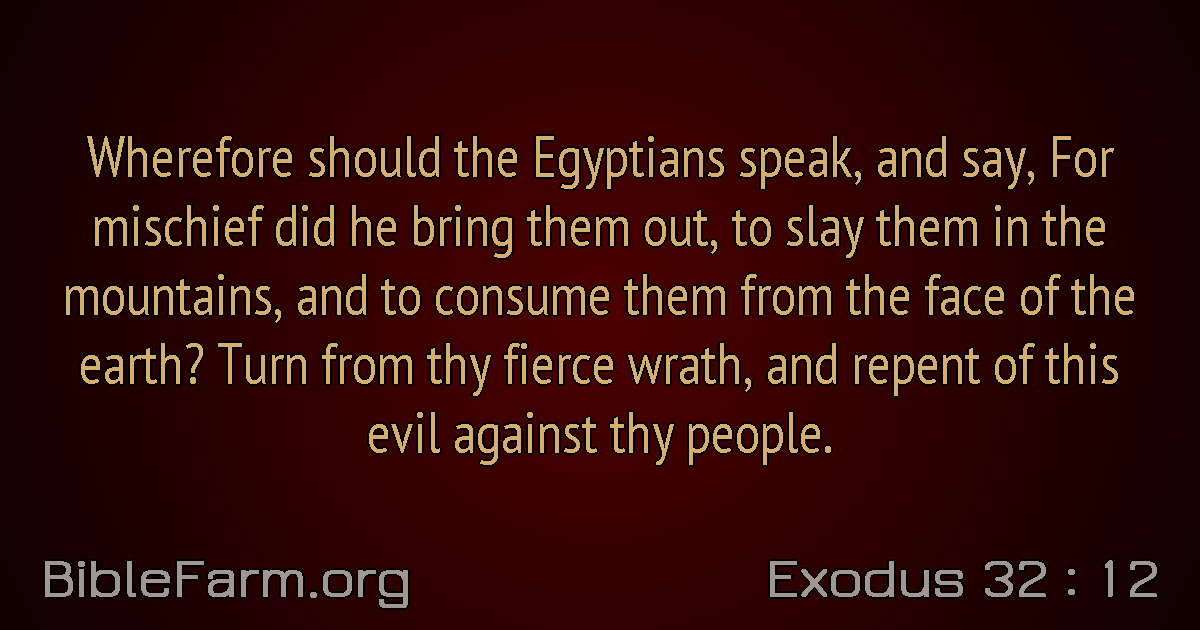 Wherefore should the Egyptians speak, and say, For
mischief did he bring them out, to slay them in the
mountains, and to consume them from the face of the
earth? Turn from thy fierce wrath, and repent of this
evil against thy people.
BibleFarm.org
Exodus 32 : 12